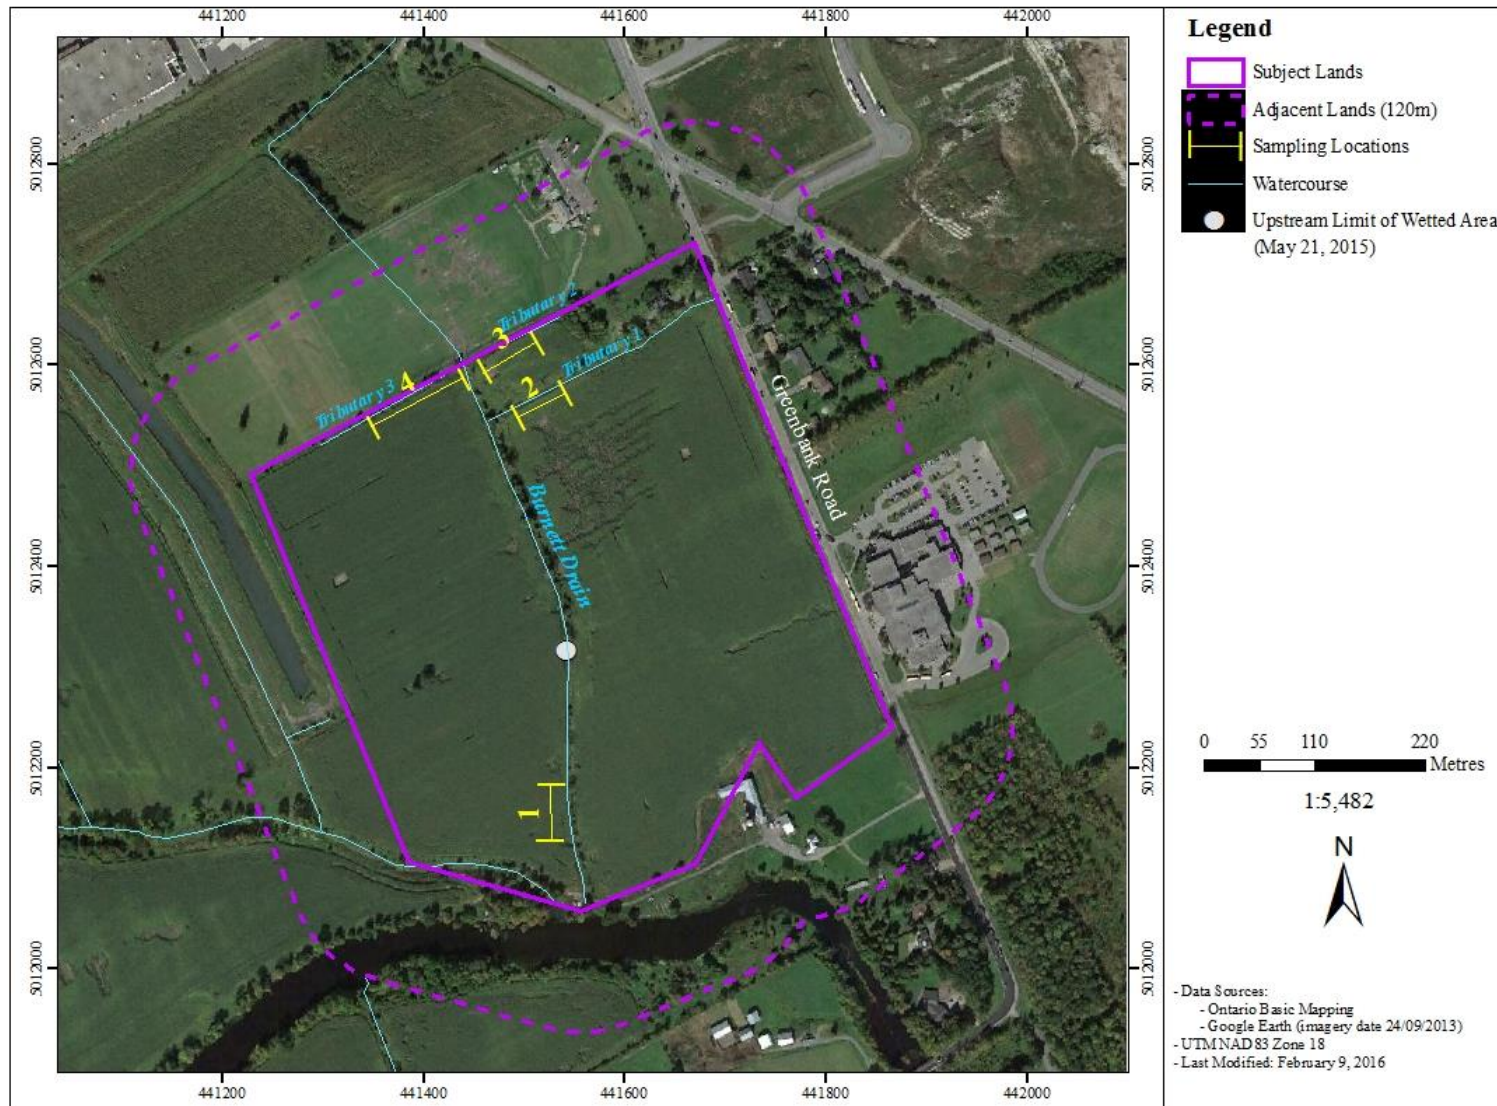 441200 441400 441600 441800 442000
5012800
5012600
5012400
5012200
5012000
5012800
5012600
5012400
5012200
5012000
Tributary 2
3
Tributary 1
2
4
Tributary 3
Greenbank Road
Burnett Drain
1
441200 441400 441600 441800 442000
Legend
Subject Lands
Adjacent Lands (120m)
Sampling Locations
Watercourse
Upstream Limit of Wetted Area
(May 21, 2015)
0 55 110 220
Metres
1:5,482
N
- Data Sources:
- Ontario Basic Mapping
- Google Earth (imagery date 24/09/2013)
- UTM NAD83 Zone 18
- Last Modified: February 9, 2016